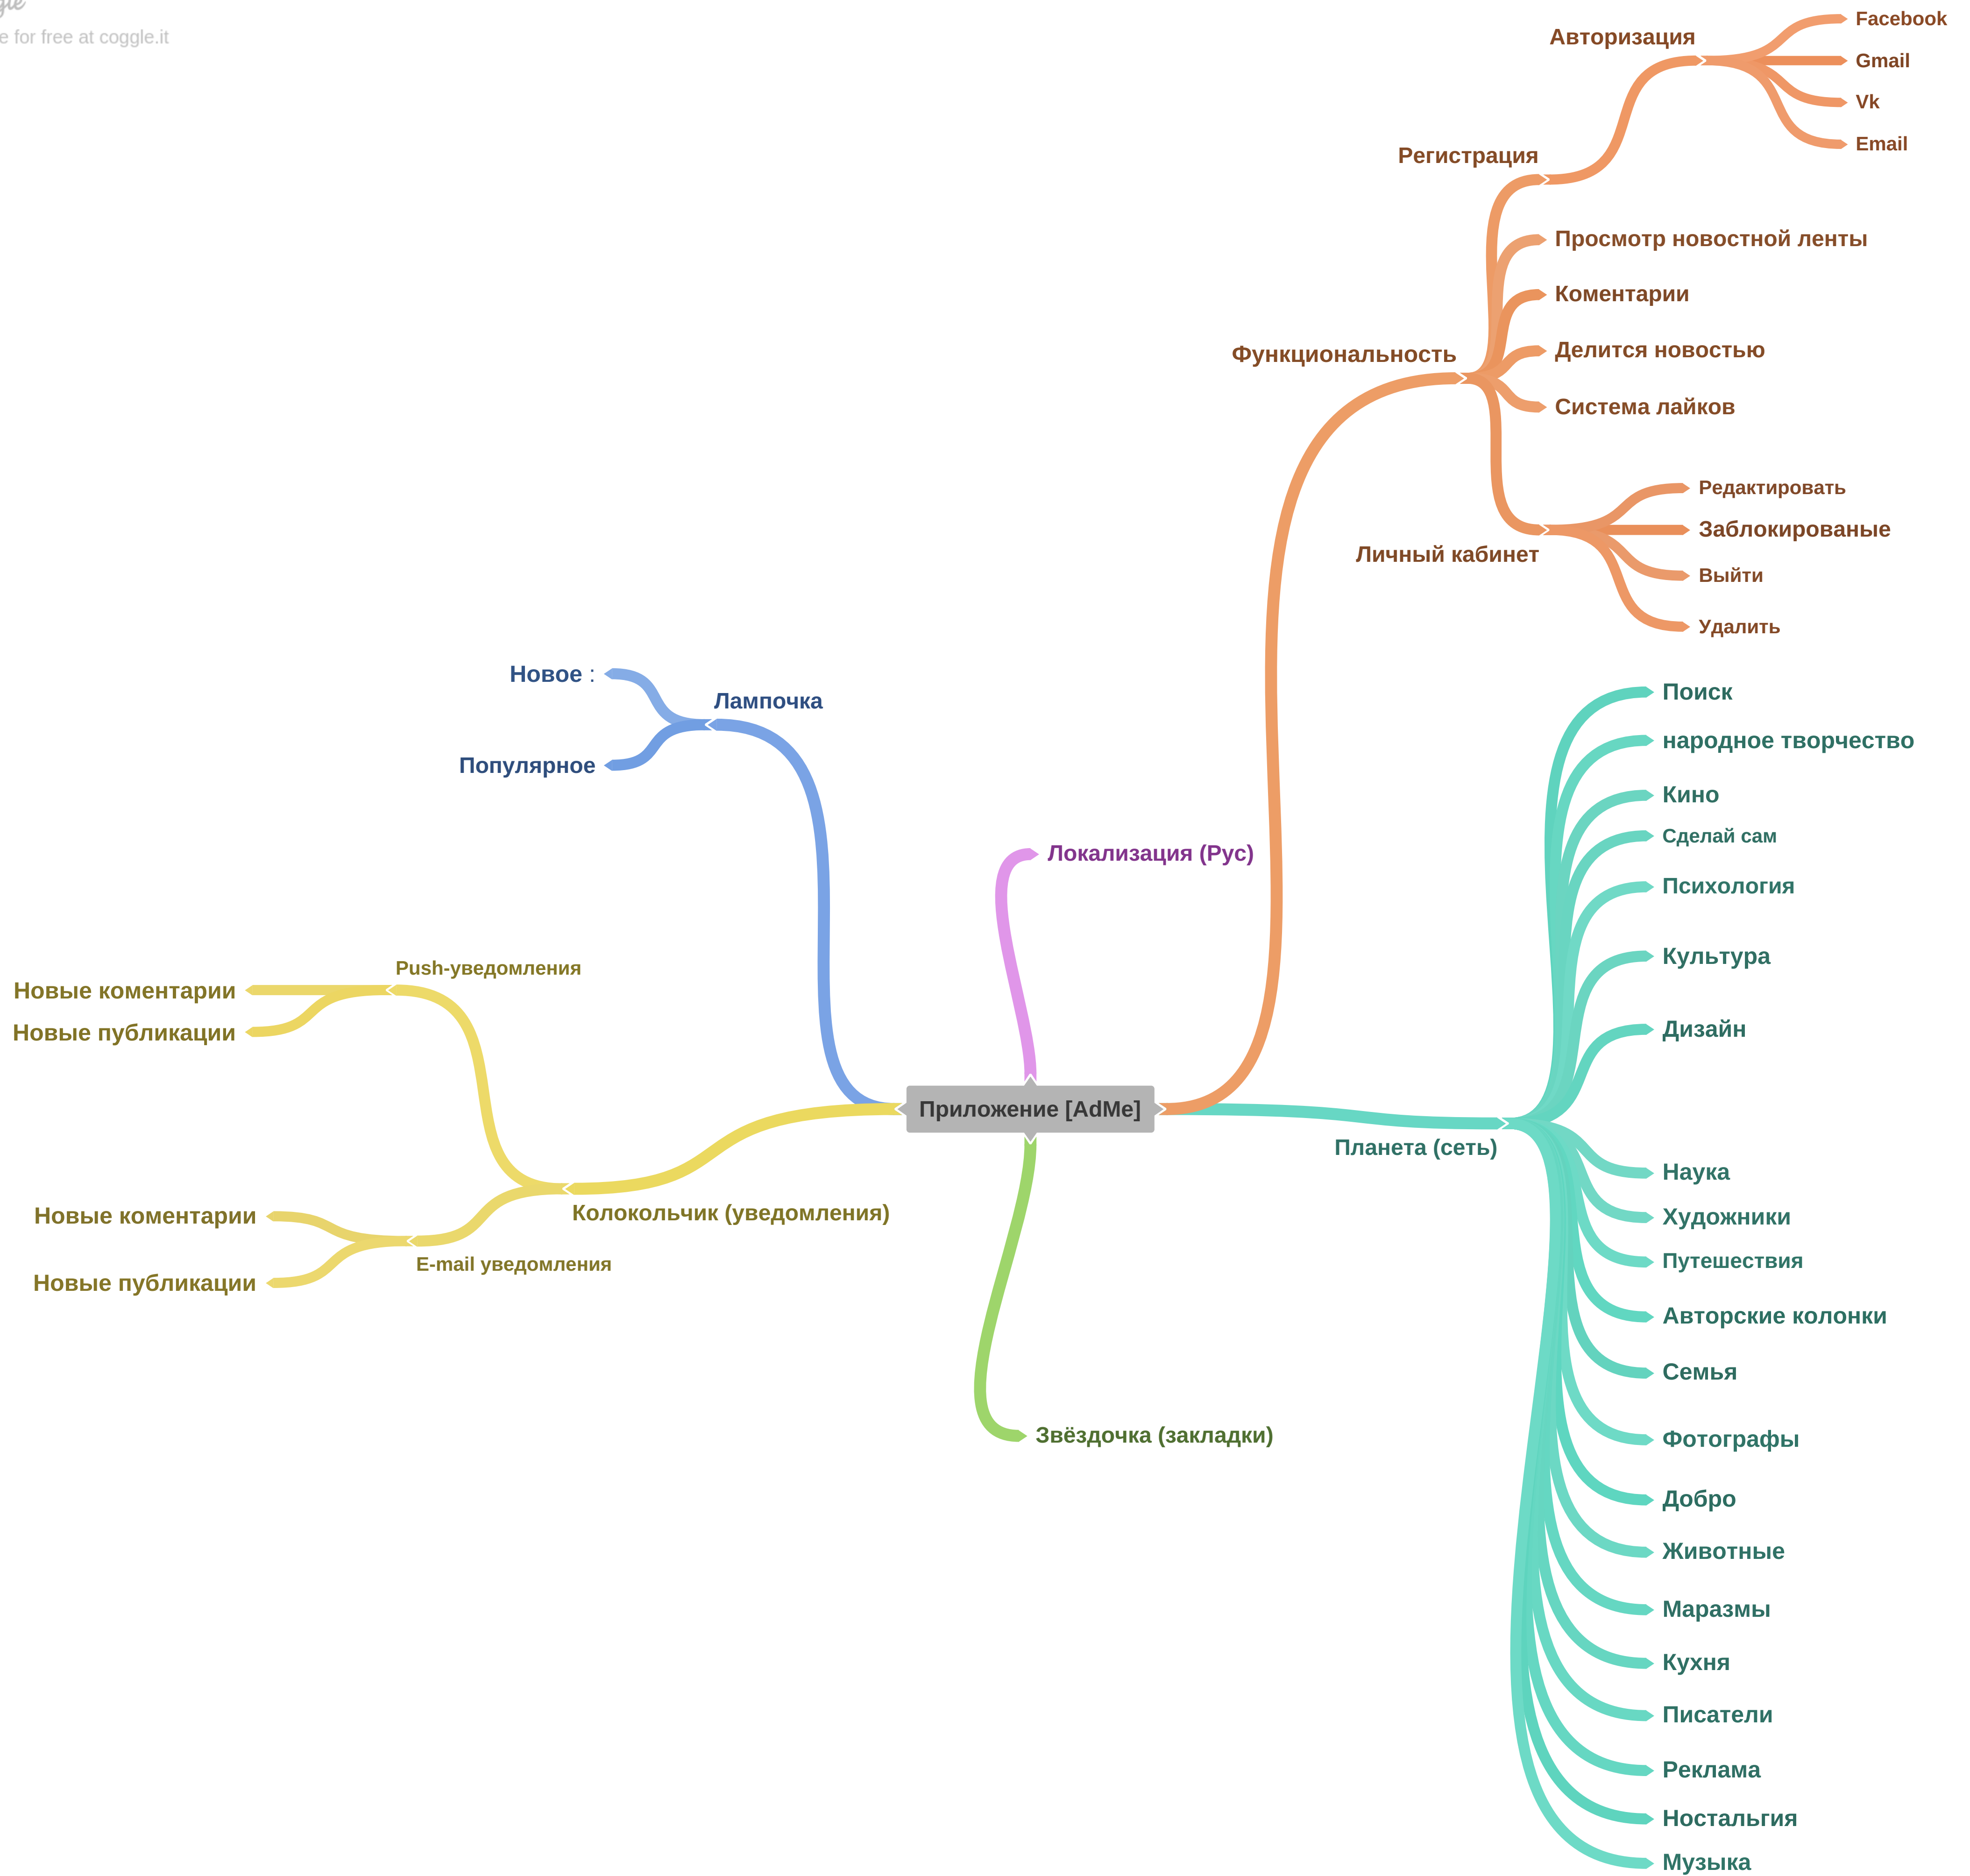 e for free at coggle.it
Авторизация
Facebook
Gmail
Vk
Email
Регистрация
Просмотр новостной ленты
Коментарии
Делится новостью
Система лайков
Функциональность
Личный кабинет
Редактировать
Заблокированые
Выйти
Удалить
Новое :
Лампочка
Популярное
Локализация (Рус)
Push-уведомления
Новые коментарии
Новые публикации
Приложение [AdMe]
Колокольчик (уведомления)
Новые коментарии
E-mail уведомления
Новые публикации
Звёздочка (закладки)
Планета (сеть)
Поиск
народное творчество
Кино
Сделай сам
Психология
Культура
Дизайн
Наука
Художники
Путешествия
Авторские колонки
Семья
Фотографы
Добро
Животные
Маразмы
Кухня
Писатели
Реклама
Ностальгия
Музыка